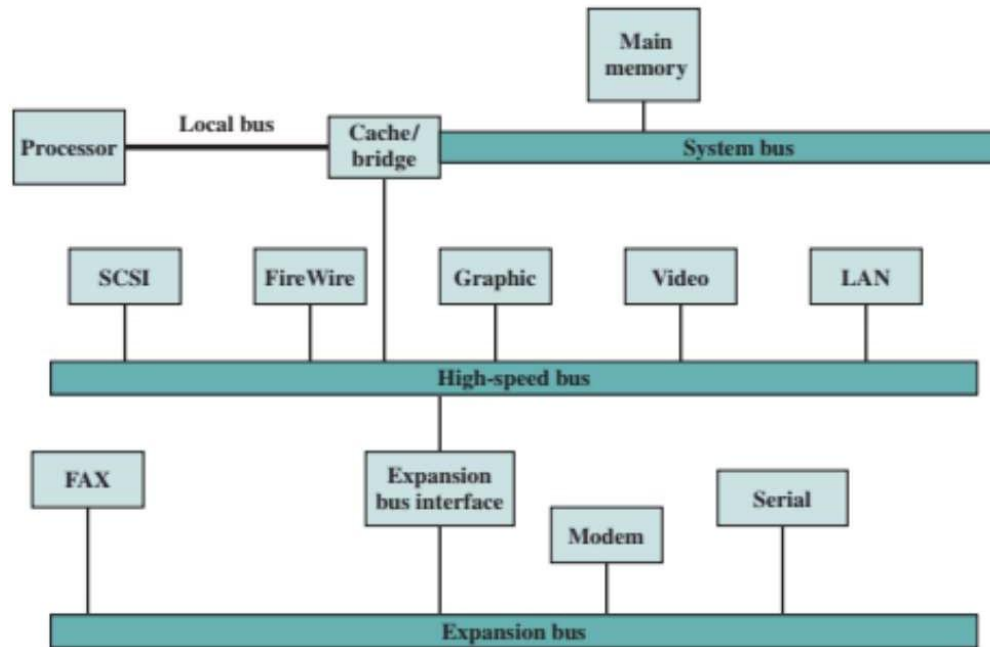 Main
memory
Local bus
Processor
Cache/
bridge
System bus
SCSI
FireWire
Graphic
Video
LAN
High-speed bus
FAX
Expansion
bus interface
Modem
Serial
Expansion bus